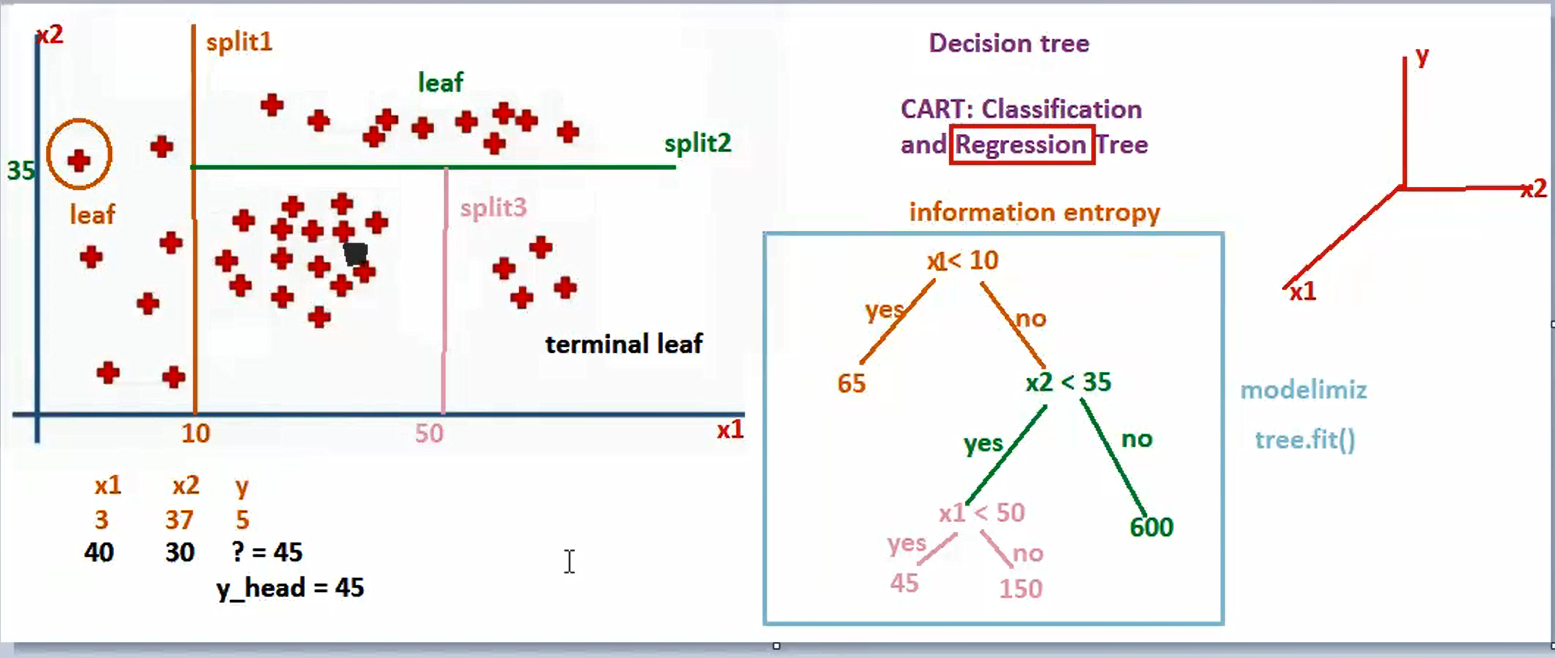 x2
split1
leaf
split2
35
leaf
split3
terminal leaf
10
50
x1
x1 x2 y
3 37 5
40 30 ? = 45
y_head = 45
Decision tree
CART: Classification
and Regression Tree
information entropy
x1< 10
yes
no
65
x2 < 35
yes
no
x1 < 50
600
yes
no
45
150
modelimiz
tree.fit()
y
x2
x1